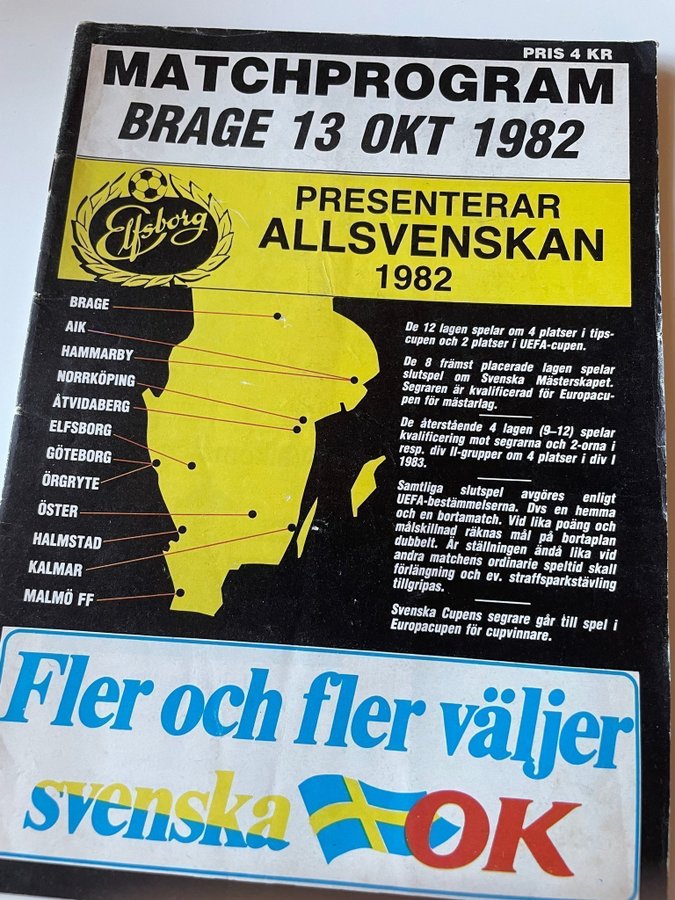 PRIS 4 KR
MATCHPROGRAM
BRAGE 13 OKT 1982
Elfsborg
PRESENTERAR
ALLSVENSKAN
1982
BRAGE
AIK
HAMMARBY
NORRKÖPING
ÅTVIDABERG
ELFSBORG
GÖTEBORG
ÖRGRYTE
ÖSTER
HALMSTAD
KALMAR
MALMÖ FF
De 12 lagen spelar om 4 platser i tips-
cupen och 2 platser i UEFA-cupen.
De 8 främst placerade lagen spelar
slutspel om Svenska Mästerskapet.
Segraren är kvalificerad för Europacu-
pen för mästarlag.
De återstående 4 lagen (9–12) spelar
kvalificering mot segrarna och 2-orna i
resp. div II-grupper om 4 platser i div I
1983.
Samtliga slutspel avgöres enligt
UEFA-bestämmelserna. Dvs en hemma
och en bortamatch. Vid lika poäng och
målskillnad räknas mål på bortaplan
dubbelt. Är ställningen ändå lika vid
andra matchens ordinarie speltid skall
förlängning och ev. straffsparkstävling
tillgripas.
Svenska Cupens segrare går till spel i
Europacupen för cupvinnare.
Fler och fler väljer
svenska OK